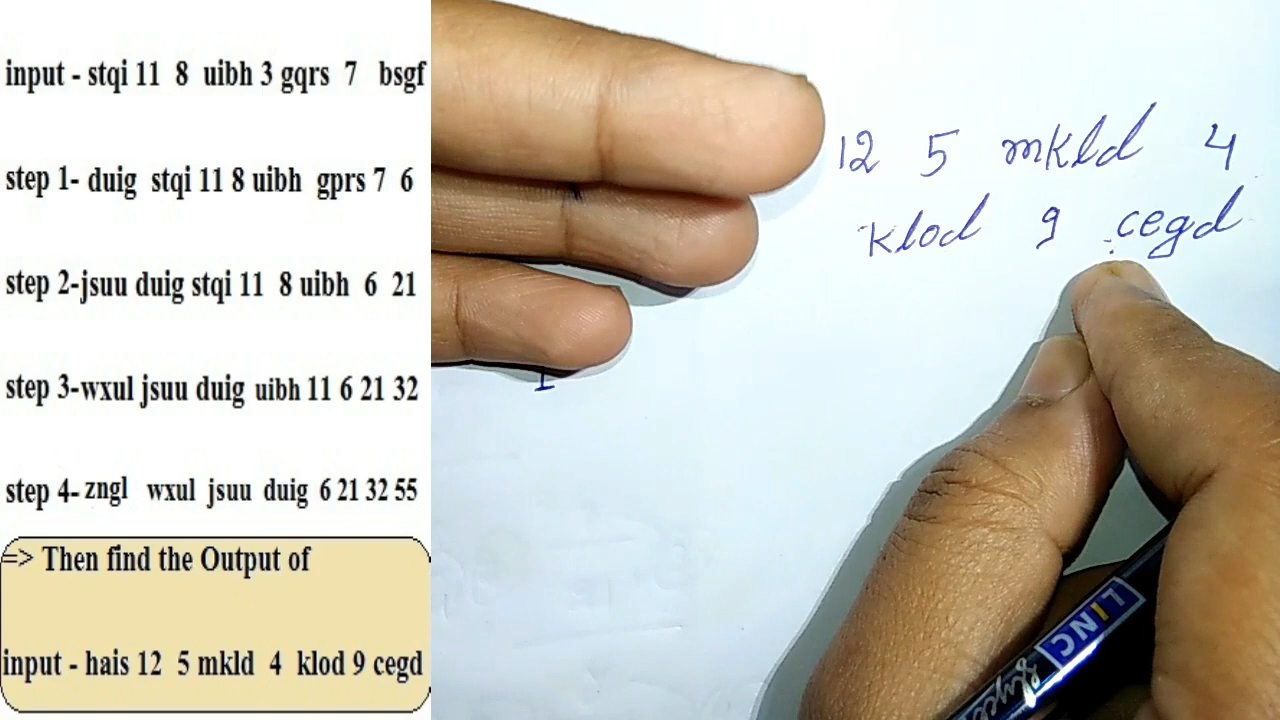 input - stqi 11 8 uibh 3 gqrs 7 bsgf
step 1- duig stqi 11 8 uibh gprs 7 6
step 2-jsuu duig stqi 11 8 uibh 6 21
step 3-wxul jsuu duig uibh 11 6 21 32
step 4- zngl wxul jsuu duig 6 21 32 55
=> Then find the Output of
input - hais 12 5 mkld 4 klod 9 cegd
12 5 mkld 4
klod 9 cegd
LINC